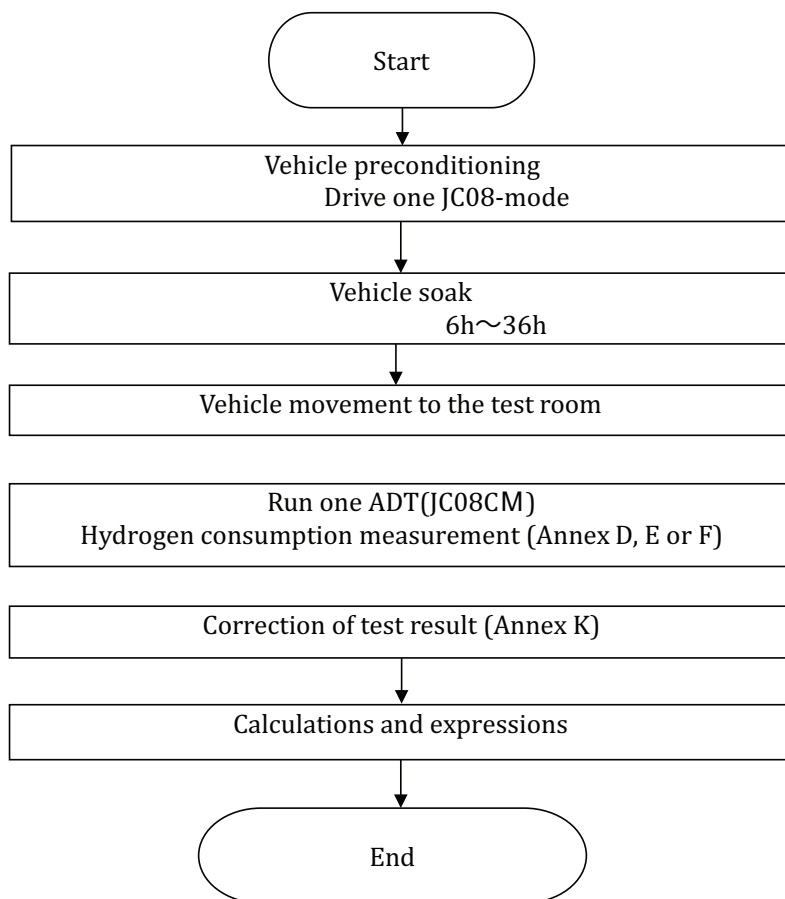 Start
Vehicle preconditioning
Drive one JC08-mode
Vehicle soak
6h～36h
Vehicle movement to the test room
Run one ADT(JC08CM)
Hydrogen consumption measurement (Annex D, E or F)
Correction of test result (Annex K)
Calculations and expressions
End